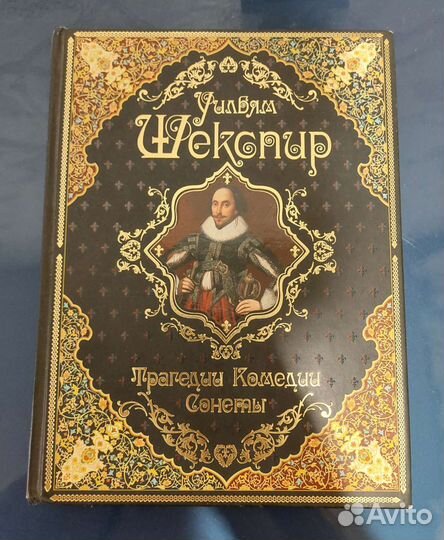 Уильям
Шекспир
Трагедии Комедии
Сонеты
Avito